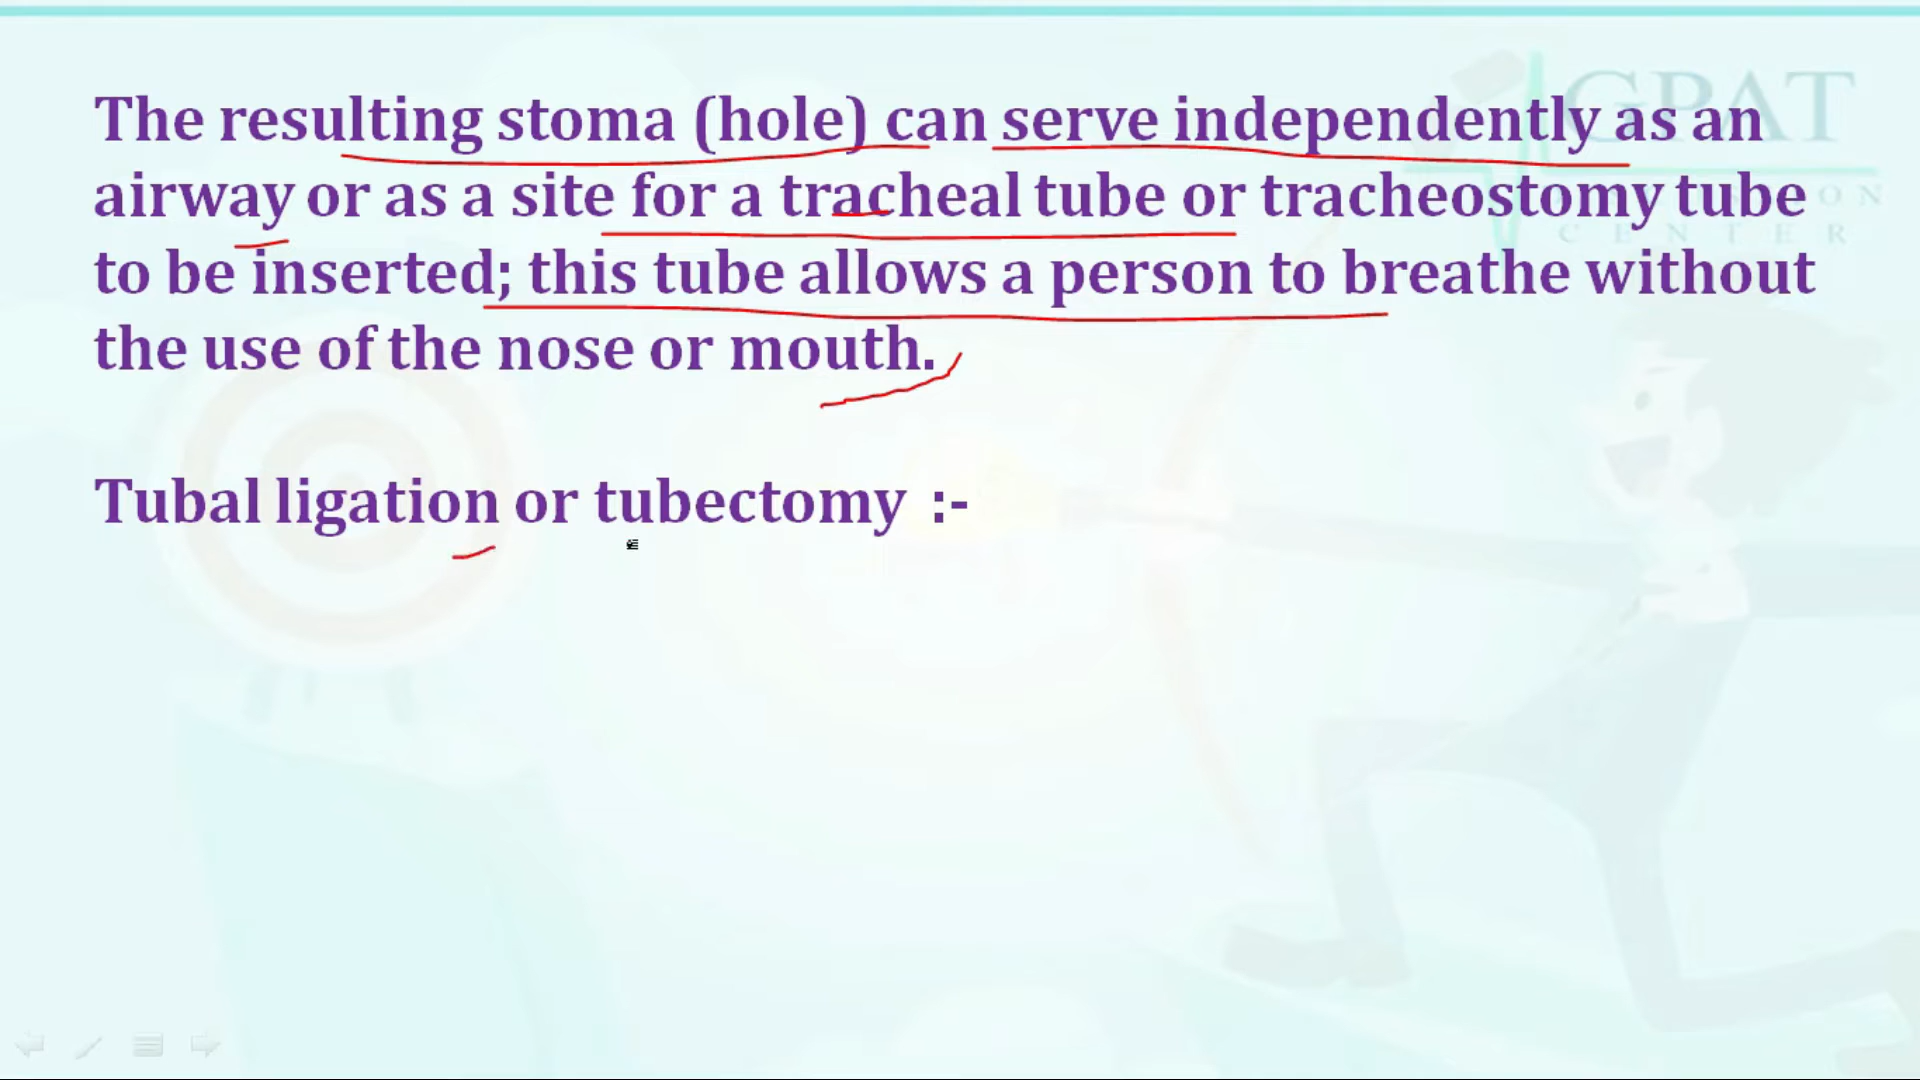 The resulting stoma (hole) can serve independently as an
airway or as a site for a tracheal tube or tracheostomy tube
to be inserted; this tube allows a person to breathe without
the use of the nose or mouth.
Tubal ligation or tubectomy :-
GPAT
CENTER